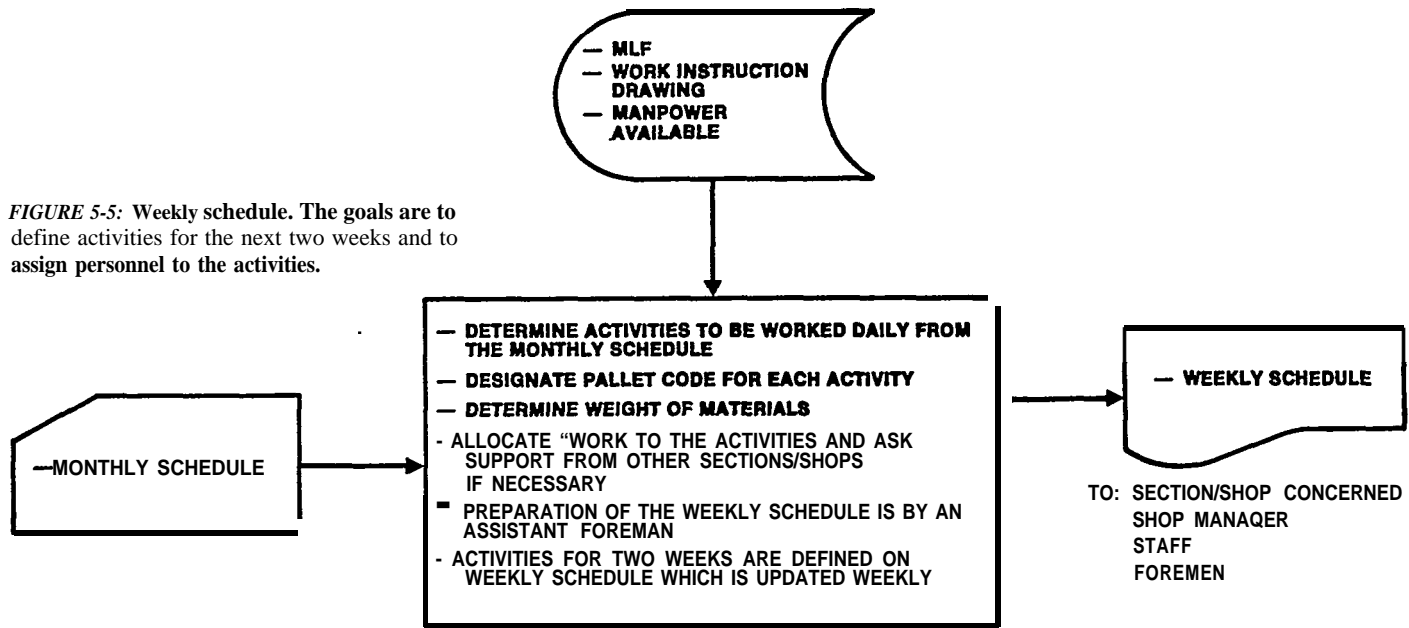 — MLF
— WORK INSTRUCTION
DRAWING
— MANPOWER
AVAILABLE
FIGURE 5-5: Weekly schedule. The goals are to
define activities for the next two weeks and to
assign personnel to the activities.
—MONTHLY SCHEDULE
— DETERMINE ACTIVITIES TO BE WORKED DAILY FROM
THE MONTHLY SCHEDULE
— DESIGNATE PALLET CODE FOR EACH ACTIVITY
— DETERMINE WEIGHT OF MATERIALS
- ALLOCATE “WORK TO THE ACTIVITIES AND ASK
SUPPORT FROM OTHER SECTIONS/SHOPS
IF NECESSARY
- PREPARATION OF THE WEEKLY SCHEDULE IS BY AN
ASSISTANT FOREMAN
- ACTIVITIES FOR TWO WEEKS ARE DEFINED ON
WEEKLY SCHEDULE WHICH IS UPDATED WEEKLY
— WEEKLY SCHEDULE
TO: SECTION/SHOP CONCERNED
SHOP MANAQER
STAFF
FOREMEN